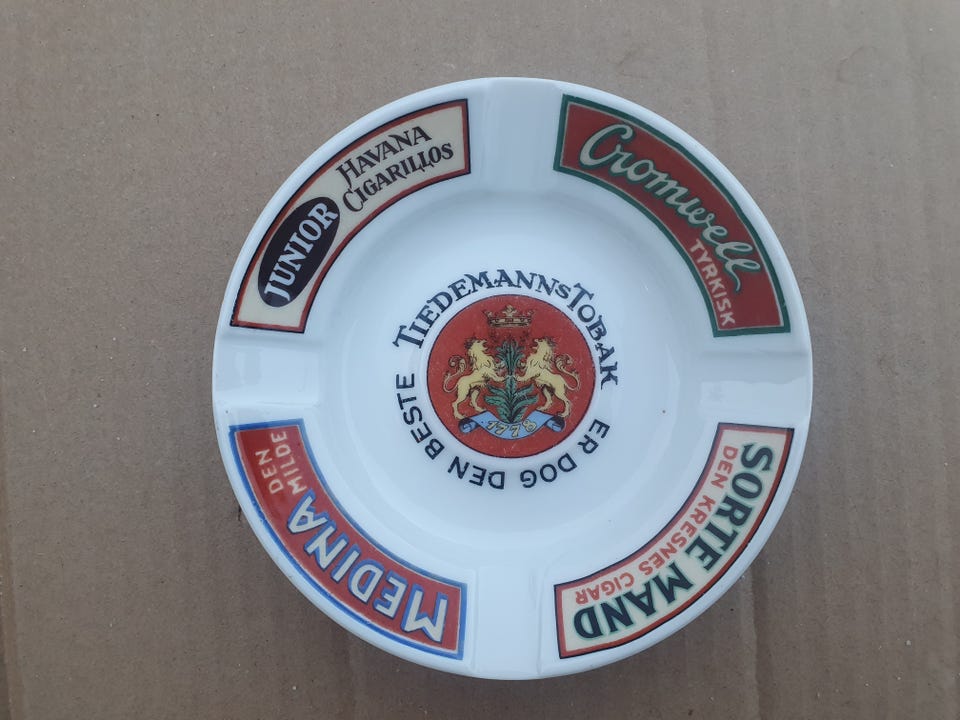 JUNIOR
HAVANA
CIGARILLOS
Cromwell
TYRKISK
TIEDEMANNS TOBAK
ER DOG DEN BESTE
1778
MEDINA
DEN
MILDE
SORTE MAND
DEN KRESNES CIGAR